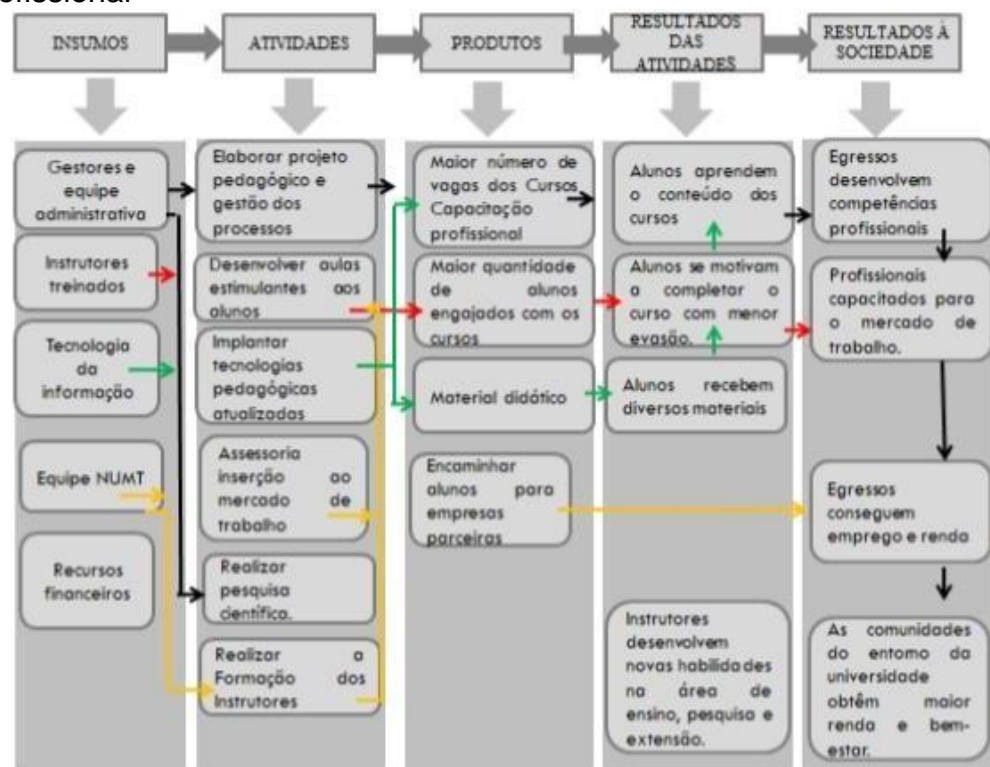 ofissional
INSUMOS
ATIVIDADES
PRODUTOS
RESULTADOS
DAS
ATIVIDADES
RESULTADOS À
SOCIEDADE
Gestores e
equipe
administrativa
Instrutores
treinados
Tecnologia
da
informação
Equipe NUMT
Recursos
financeiros
Elaborar projeto
pedagógico e
gestão dos
processos
Desenvolver aulas
estimulantes aos
alunos
Implantar
tecnologias
pedagógicas
atualizadas
Assessoria
inserção ao
mercado de
trabalho
Realizar
pesquisa
científica.
Realizar a
Formação dos
Instrutores
Maior número de
vagas dos Cursos
Capacitação
profissional
Maior quantidade
de alunos
engajados com os
cursos
Material didático
Encaminhar
alunos para
empresas
parceiras
Alunos aprendem
o conteúdo dos
cursos
Alunos se motivam
a completar o
curso com menor
evasão.
Alunos recebem
diversos materiais
Instrutores
desenvolvem
novas habilidades
na área de
ensino, pesquisa e
extensão.
Egressos
desenvolvem
competências
profissionais
Profissionais
capacitados para
o mercado de
trabalho.
Egressos
conseguem
emprego e renda
As comunidades
do entorno da
universidade
obtêm maior
renda e bem-
estar.